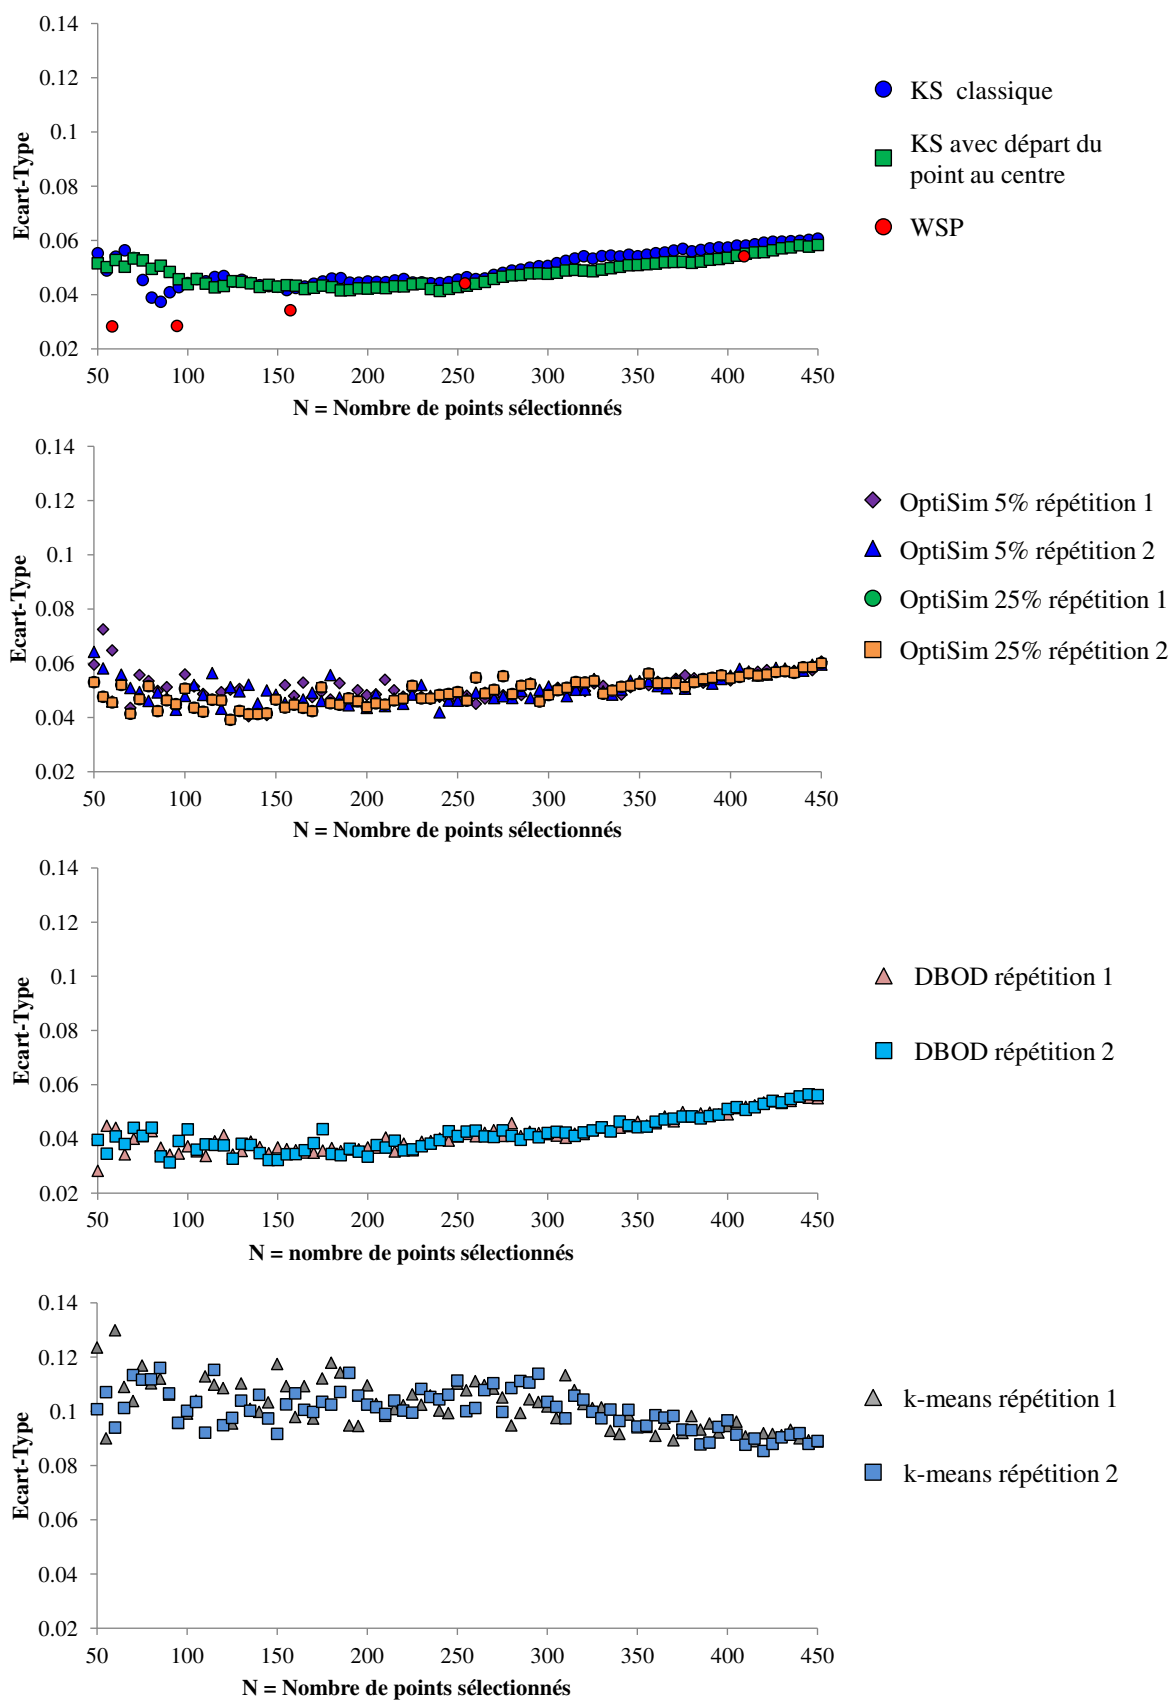 0.14
0.12
0.1
0.08
0.06
0.04
0.02
Ecart-Type
50 100 150 200 250 300 350 400 450
N = Nombre de points sélectionnés
KS classique
KS avec départ du
point au centre
WSP
0.14
0.12
0.1
0.08
0.06
0.04
0.02
Ecart-Type
50 100 150 200 250 300 350 400 450
N = Nombre de points sélectionnés
OptiSim 5% répétition 1
OptiSim 5% répétition 2
OptiSim 25% répétition 1
OptiSim 25% répétition 2
0.14
0.12
0.1
0.08
0.06
0.04
0.02
Ecart-Type
50 100 150 200 250 300 350 400 450
N = nombre de points sélectionnés
DBOD répétition 1
DBOD répétition 2
0.14
0.12
0.1
0.08
0.06
0.04
0.02
Ecart-Type
50 100 150 200 250 300 350 400 450
N = Nombre de points sélectionnés
k-means répétition 1
k-means répétition 2